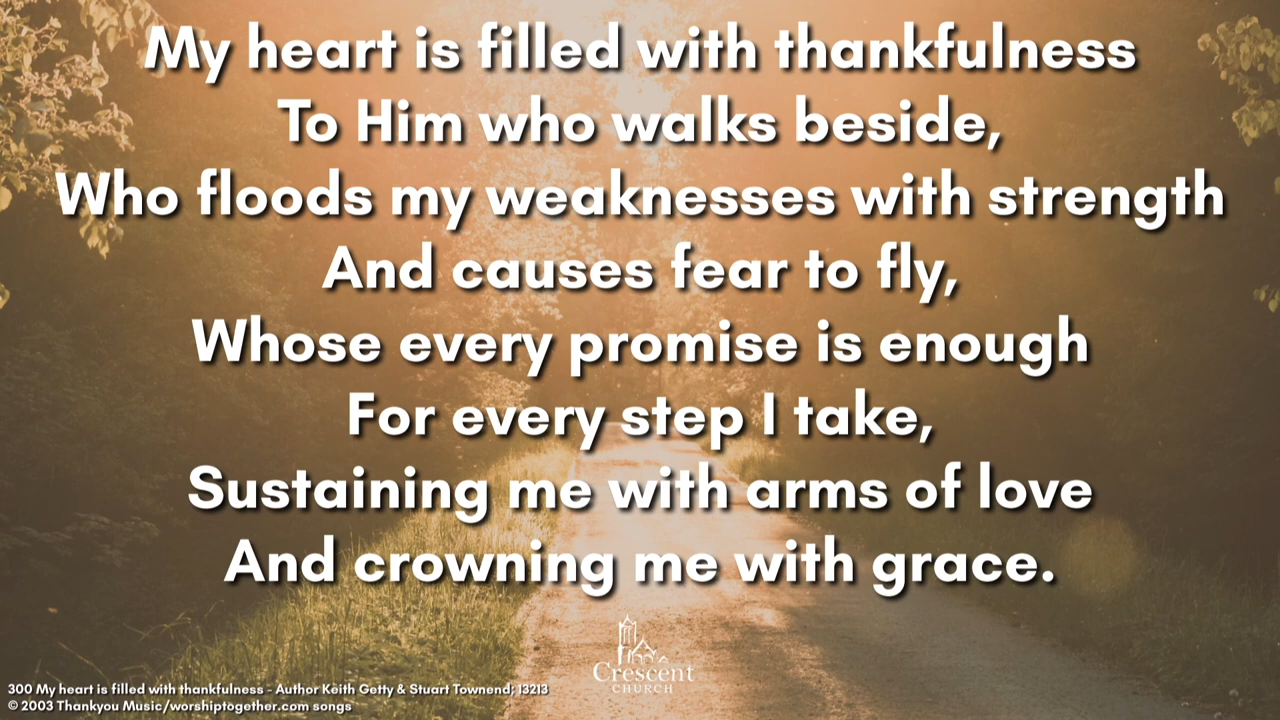 My heart is filled with thankfulness
To Him who walks beside,
Who floods my weaknesses with strength
And causes fear to fly,
Whose every promise is enough
For every step I take,
Sustaining me with arms of love
And crowning me with grace.
Crescent
CHURCH
300 My heart is filled with thankfulness - Author Keith Getty & Stuart Townend; 13213
© 2003 Thankyou Music/worshiptogether.com songs